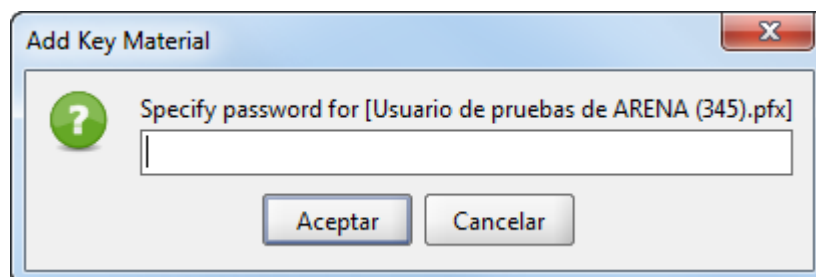 Add Key Material
Specify password for [Usuario de pruebas de ARENA (345).pfx]
Aceptar
Cancelar